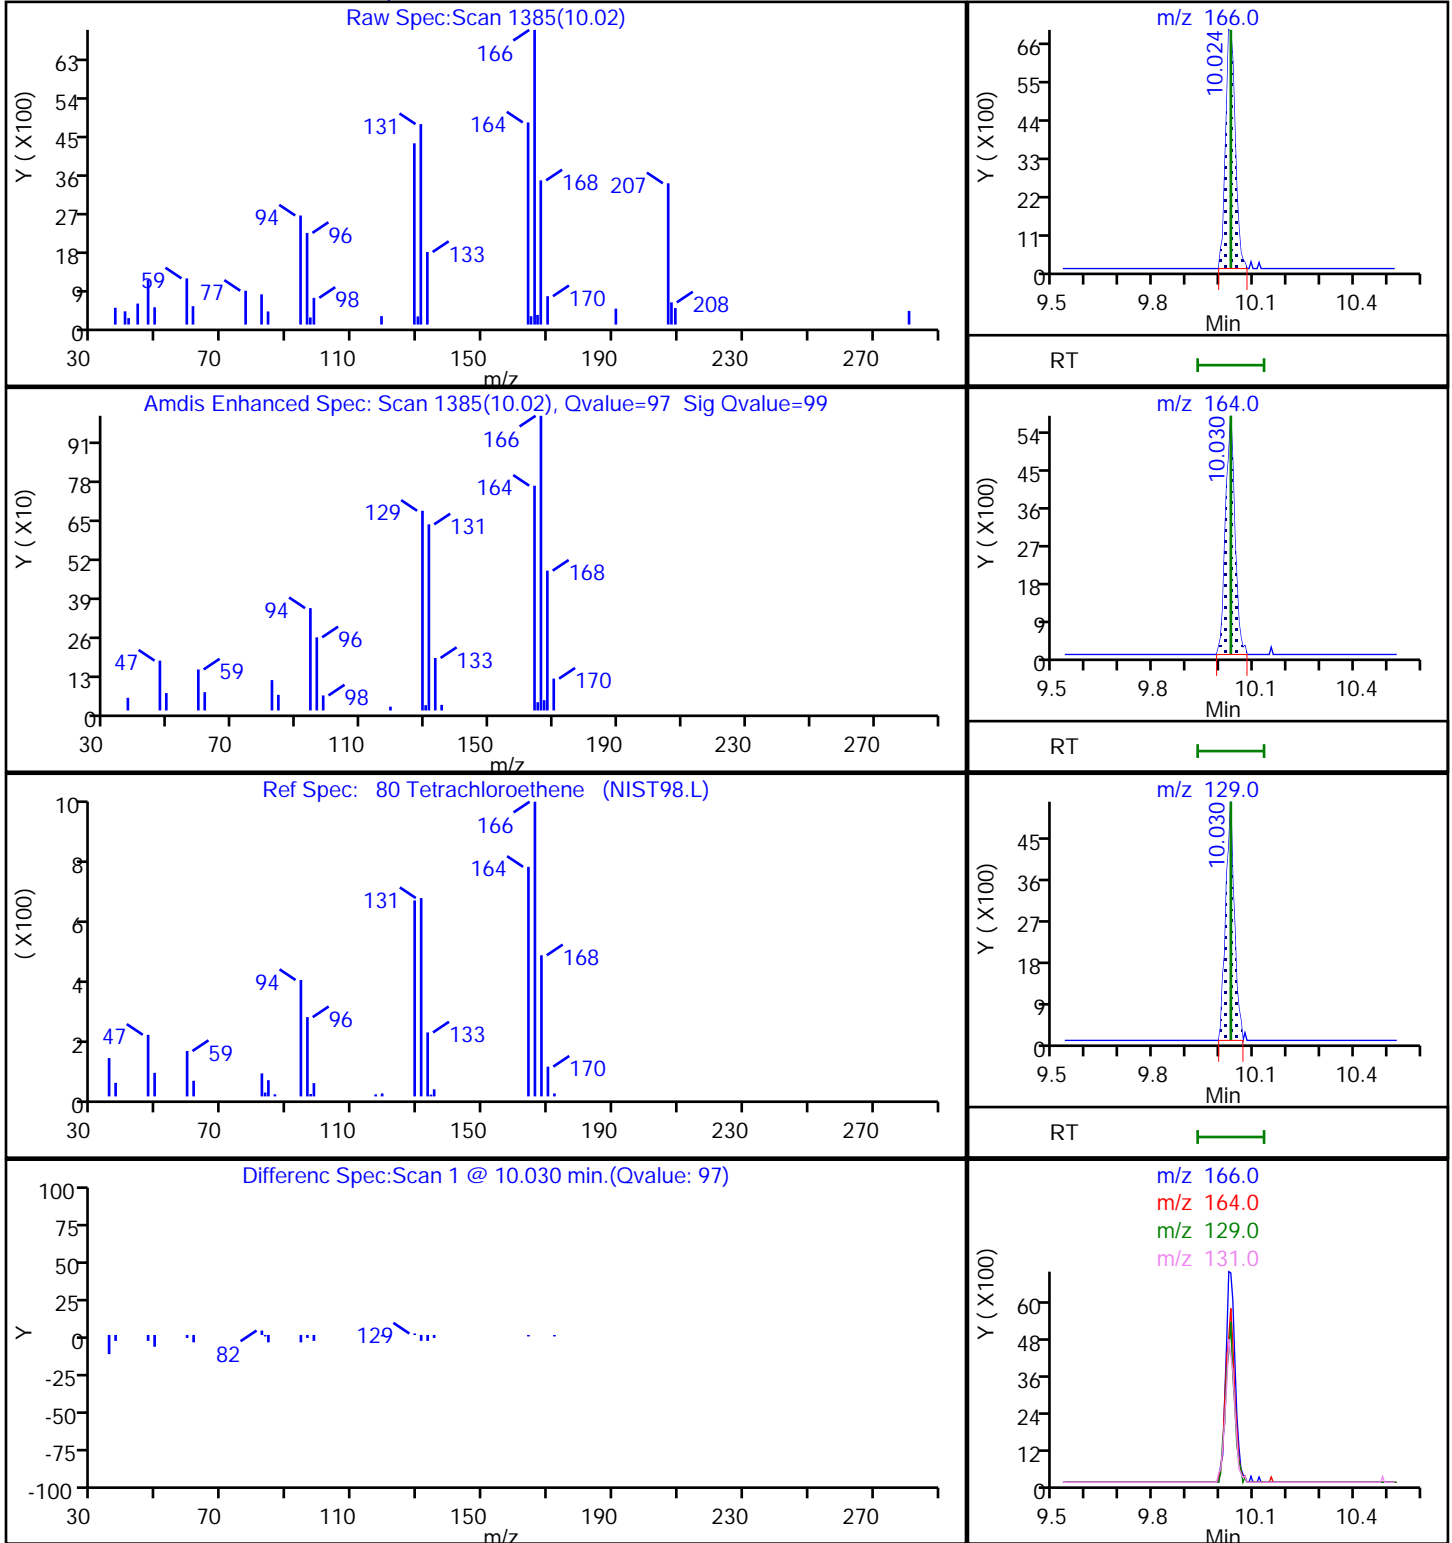 Raw Spec:Scan 1385(10.02)
Y ( X100)
63
54
45
36
27
18
9
0
166
164
131
168
207
94
96
133
59
77
98
170
208
30 70 110 150 190 230 270
m/z
m/z 166.0
Y ( X100)
66
55
44
33
22
11
0
10.024
9.5 9.8 10.1 10.4
Min
RT
Amdis Enhanced Spec: Scan 1385(10.02), Qvalue=97 Sig Qvalue=99
Y ( X10)
91
78
65
52
39
26
13
0
166
164
129
131
168
94
96
47
59
133
98
170
30 70 110 150 190 230 270
m/z
m/z 164.0
Y ( X100)
54
45
36
27
18
9
0
10.030
9.5 9.8 10.1 10.4
Min
RT
Ref Spec: 80 Tetrachloroethene (NIST98.L)
( X100)
10
8
6
4
2
0
166
164
131
168
94
96
47
59
133
170
30 70 110 150 190 230 270
m/z 129.0
Y ( X100)
45
36
27
18
9
0
10.030
9.5 9.8 10.1 10.4
Min
RT
Differenc Spec:Scan 1 @ 10.030 min.(Qvalue: 97)
Y
100
75
50
25
0
-25
-50
-75
-100
82
129
30 70 110 150 190 230 270
m/z
m/z 166.0
m/z 164.0
m/z 129.0
m/z 131.0
Y ( X100)
60
48
36
24
12
0
9.5 9.8 10.1 10.4
Min